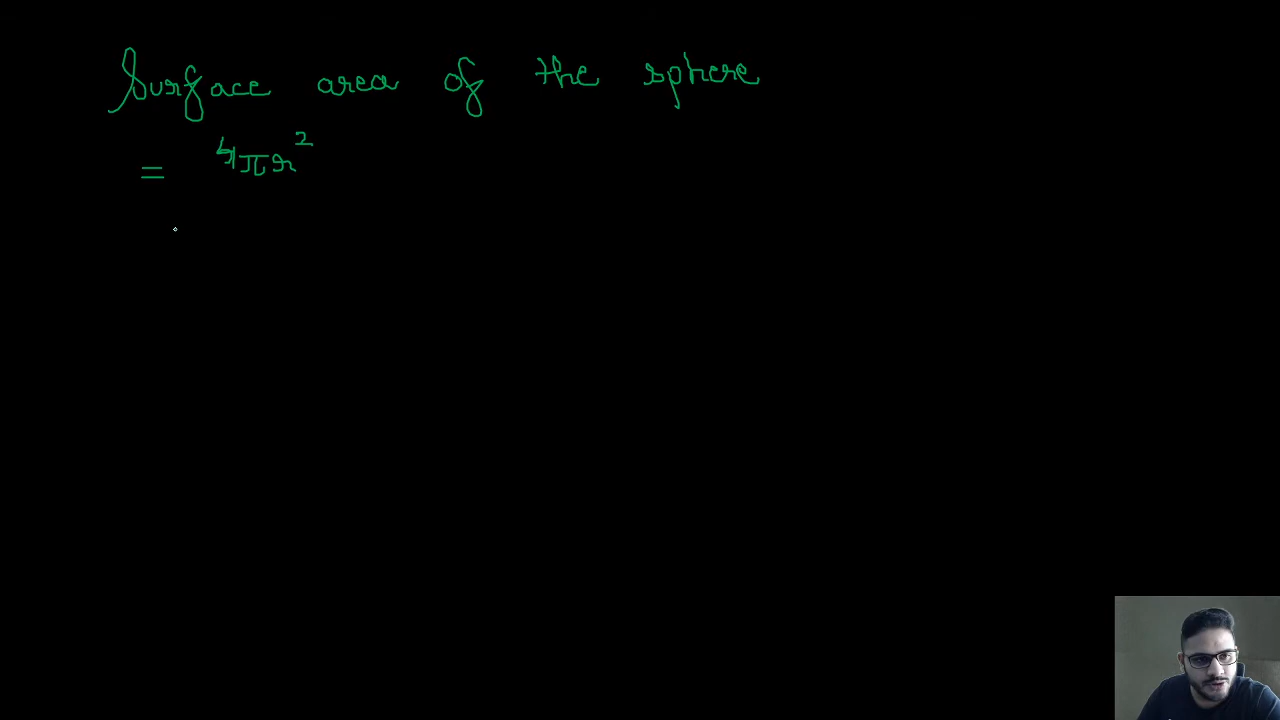 Surface area of the sphere
= 4πr²